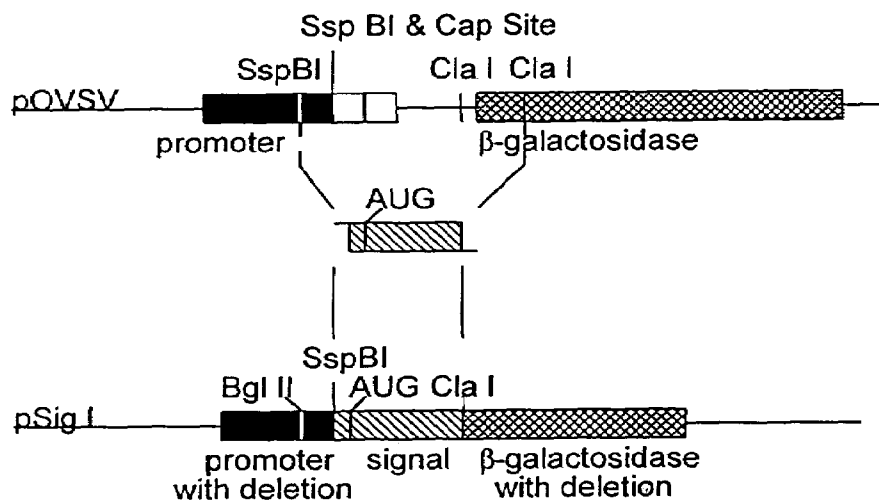 Ssp BI & Cap Site
SspBI
Cla I Cla I
pOVSV
promoter
β-galactosidase
AUG
SspBI
Bgl II
AUG Cla I
pSig I
promoter
with deletion
signal
β-galactosidase
with deletion